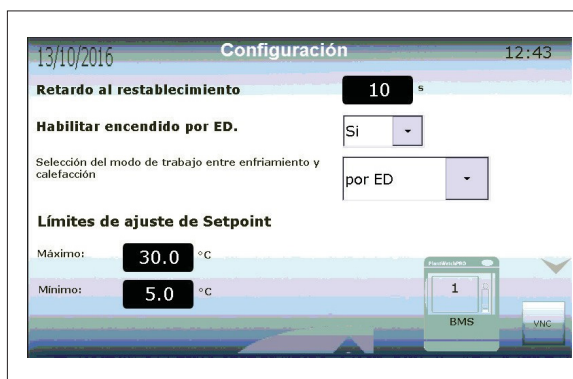 13/10/2016 Configuración 12:43
Retardo al restablecimiento 10 s
Habilitar encendido por ED. Si
Selección del modo de trabajo entre enfriamiento y
calefacción
por ED
Límites de ajuste de Setpoint
Máximo: 30.0 °C
Mínimo: 5.0 °C
FlexWorkPRO
1
BMS
VNC